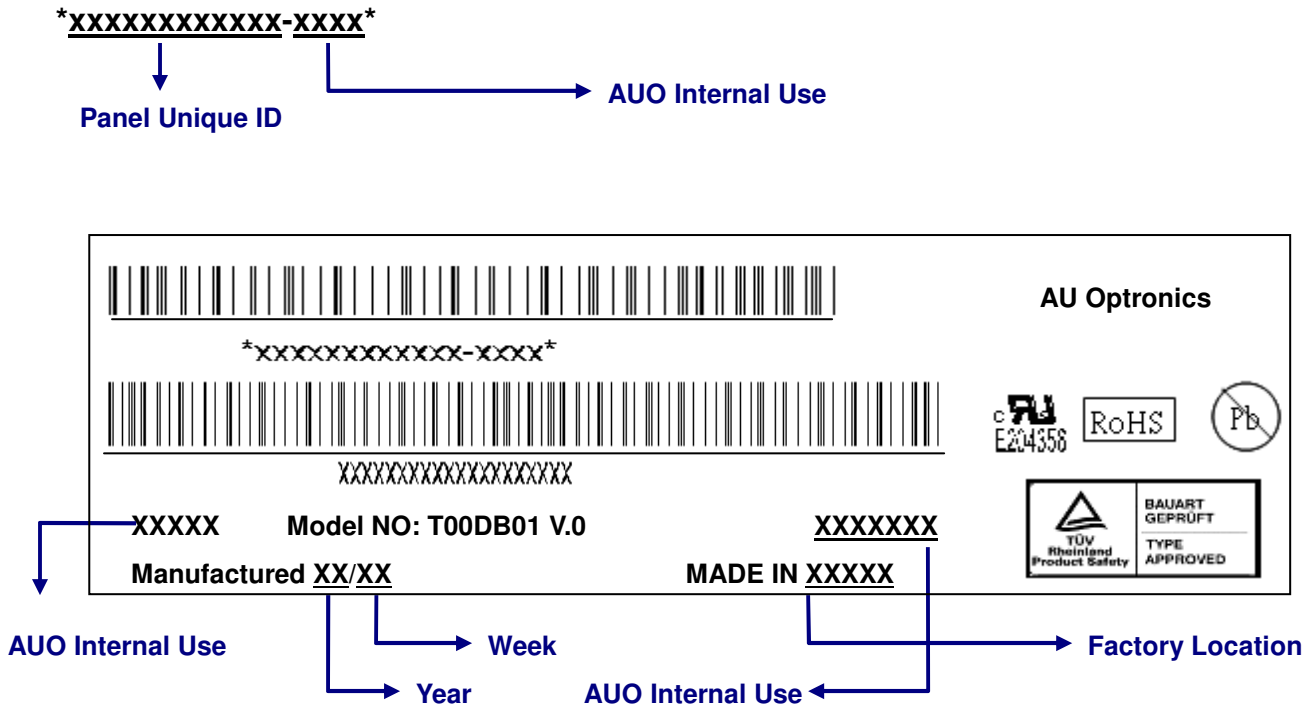 *xxxxxxxxxxxx-xxxx*
AUO Internal Use
Panel Unique ID
AU Optronics
*xxxxxxxxxxxx-xxxx*
c
E204356
RoHS
Pb
XXXXXXXXXXXXXXXXXXXX
XXXXX Model NO: T00DB01 V.0 XXXXXXX
Manufactured XX/XX MADE IN XXXXX
TÜV
Rheinland
Product Safety
BAUART
GEPRÜFT
TYPE
APPROVED
AUO Internal Use
Week
Factory Location
Year
AUO Internal Use